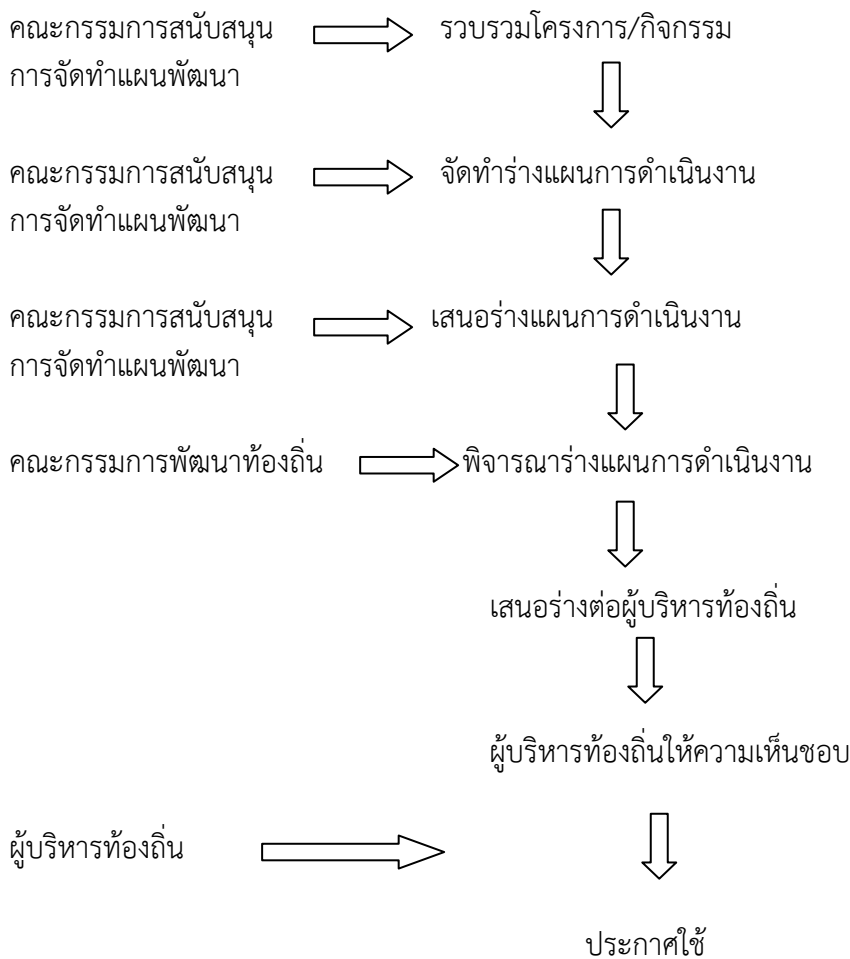 คณะกรรมการสนับสนุน
การจัดทำแผนพัฒนา
รวบรวมโครงการ/กิจกรรม
คณะกรรมการสนับสนุน
การจัดทำแผนพัฒนา
จัดทำร่างแผนการดำเนินงาน
คณะกรรมการสนับสนุน
การจัดทำแผนพัฒนา
เสนอร่างแผนการดำเนินงาน
คณะกรรมการพัฒนาท้องถิ่น
พิจารณาร่างแผนการดำเนินงาน
เสนอร่างต่อผู้บริหารท้องถิ่น
ผู้บริหารท้องถิ่นให้ความเห็นชอบ
ผู้บริหารท้องถิ่น
ประกาศใช้